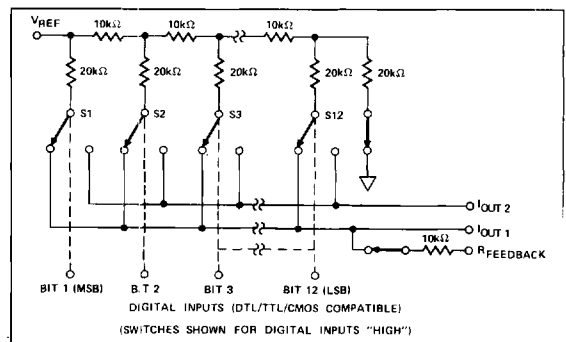 VREF
10kΩ 10kΩ 10kΩ
20kΩ 20kΩ 20kΩ 20kΩ 20kΩ
S1 S2 S3 S12
IOUT 2
IOUT 1
10kΩ
RFEEDBACK
BIT 1 (MSB) B.T 2 BIT 3 BIT 12 (LSB)
DIGITAL INPUTS (DTL/TTL/CMOS COMPATIBLE)
(SWITCHES SHOWN FOR DIGITAL INPUTS "HIGH")